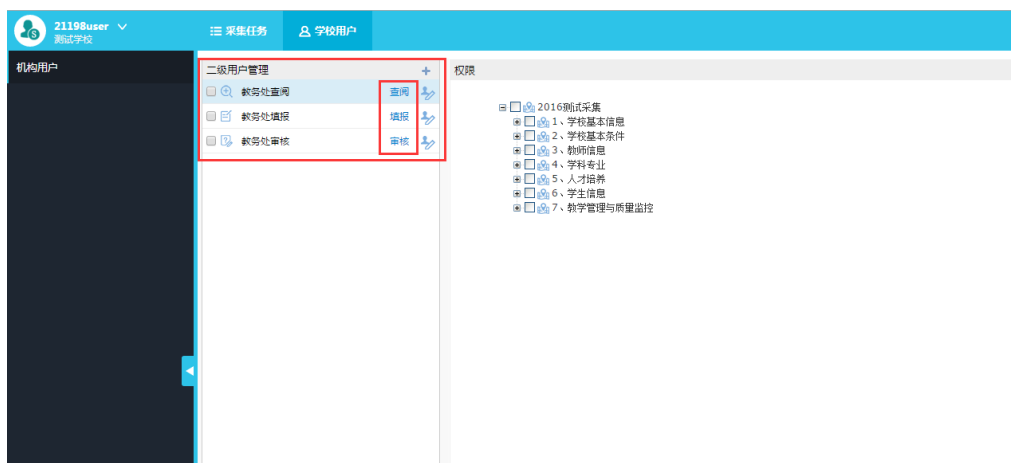 21198user
测试学校
采集任务
学校用户
机构用户
二级用户管理
教务处查阅 查阅
教务处填报 填报
教务处审核 审核
权限
2016测试采集
1、学校基本信息
2、学校基本条件
3、教师信息
4、学科专业
5、人才培养
6、学生信息
7、教学管理与质量监控